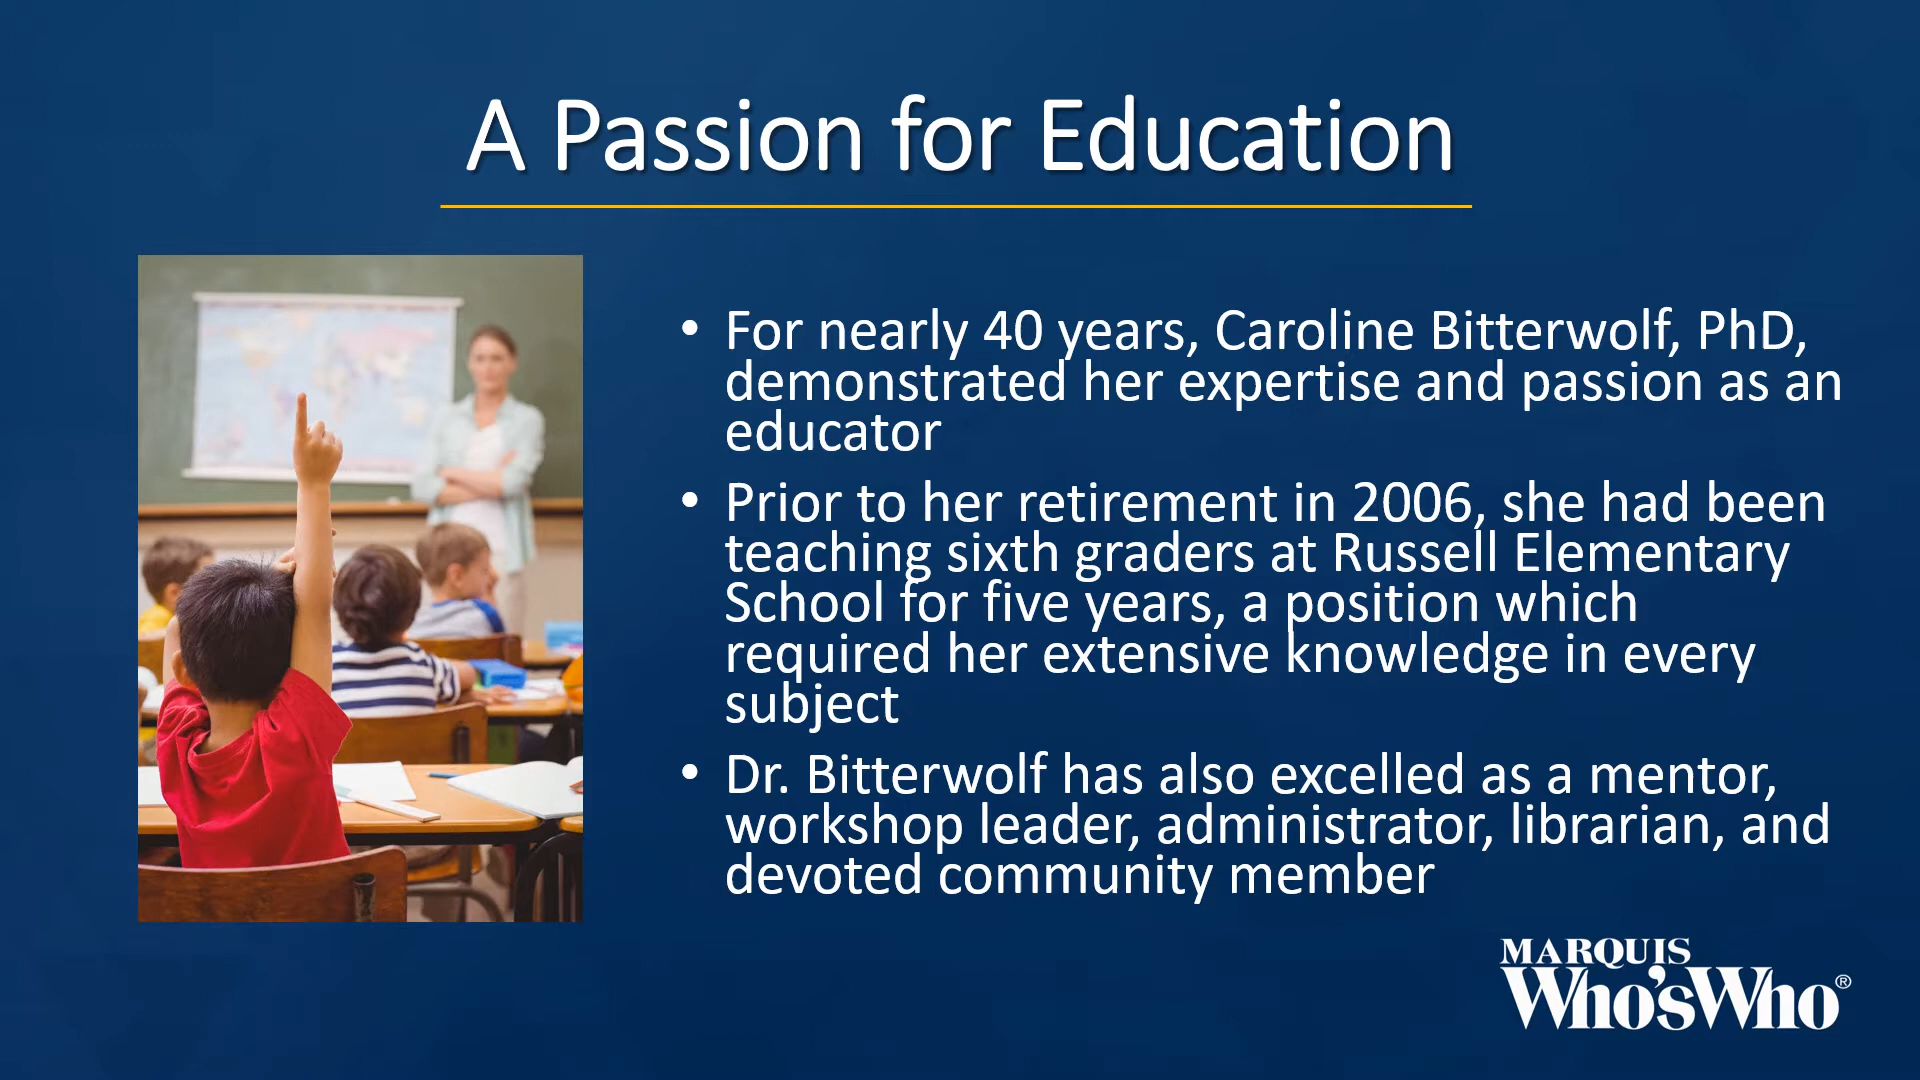 A Passion for Education
• For nearly 40 years, Caroline Bitterwolf, PhD,
demonstrated her expertise and passion as an
educator
• Prior to her retirement in 2006, she had been
teaching sixth graders at Russell Elementary
School for five years, a position which
required her extensive knowledge in every
subject
• Dr. Bitterwolf has also excelled as a mentor,
workshop leader, administrator, librarian, and
devoted community member
MARQUIS
Who'sWho®